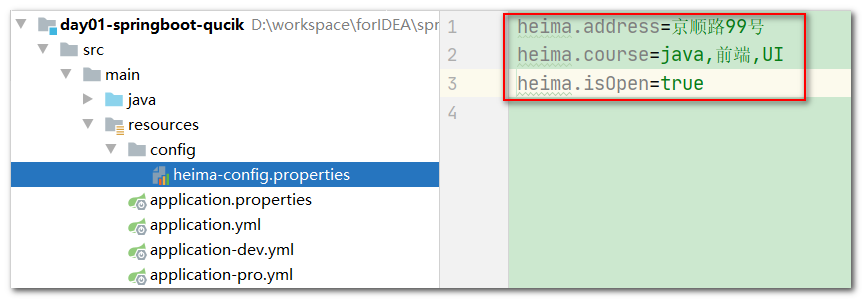 day01-springboot-qucik D:\workspace\forIDEA\spr
src
main
java
resources
config
heima-config.properties
application.properties
application.yml
application-dev.yml
application-pro.yml
1 heima.address=京顺路99号
2 heima.course=java,前端,UI
3 heima.isOpen=true
4